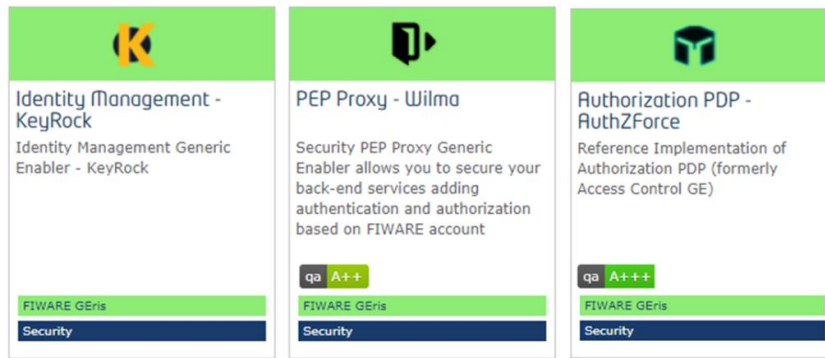 Identity Management -
KeyRock
Identity Management Generic
Enabler - KeyRock
FIWARE GEris
Security
PEP Proxy - Wilma
Security PEP Proxy Generic
Enabler allows you to secure your
back-end services adding
authentication and authorization
based on FIWARE account
qa A++
FIWARE GEris
Security
Authorization PDP -
AuthZForce
Reference Implementation of
Authorization PDP (formerly
Access Control GE)
qa A+++
FIWARE GEris
Security